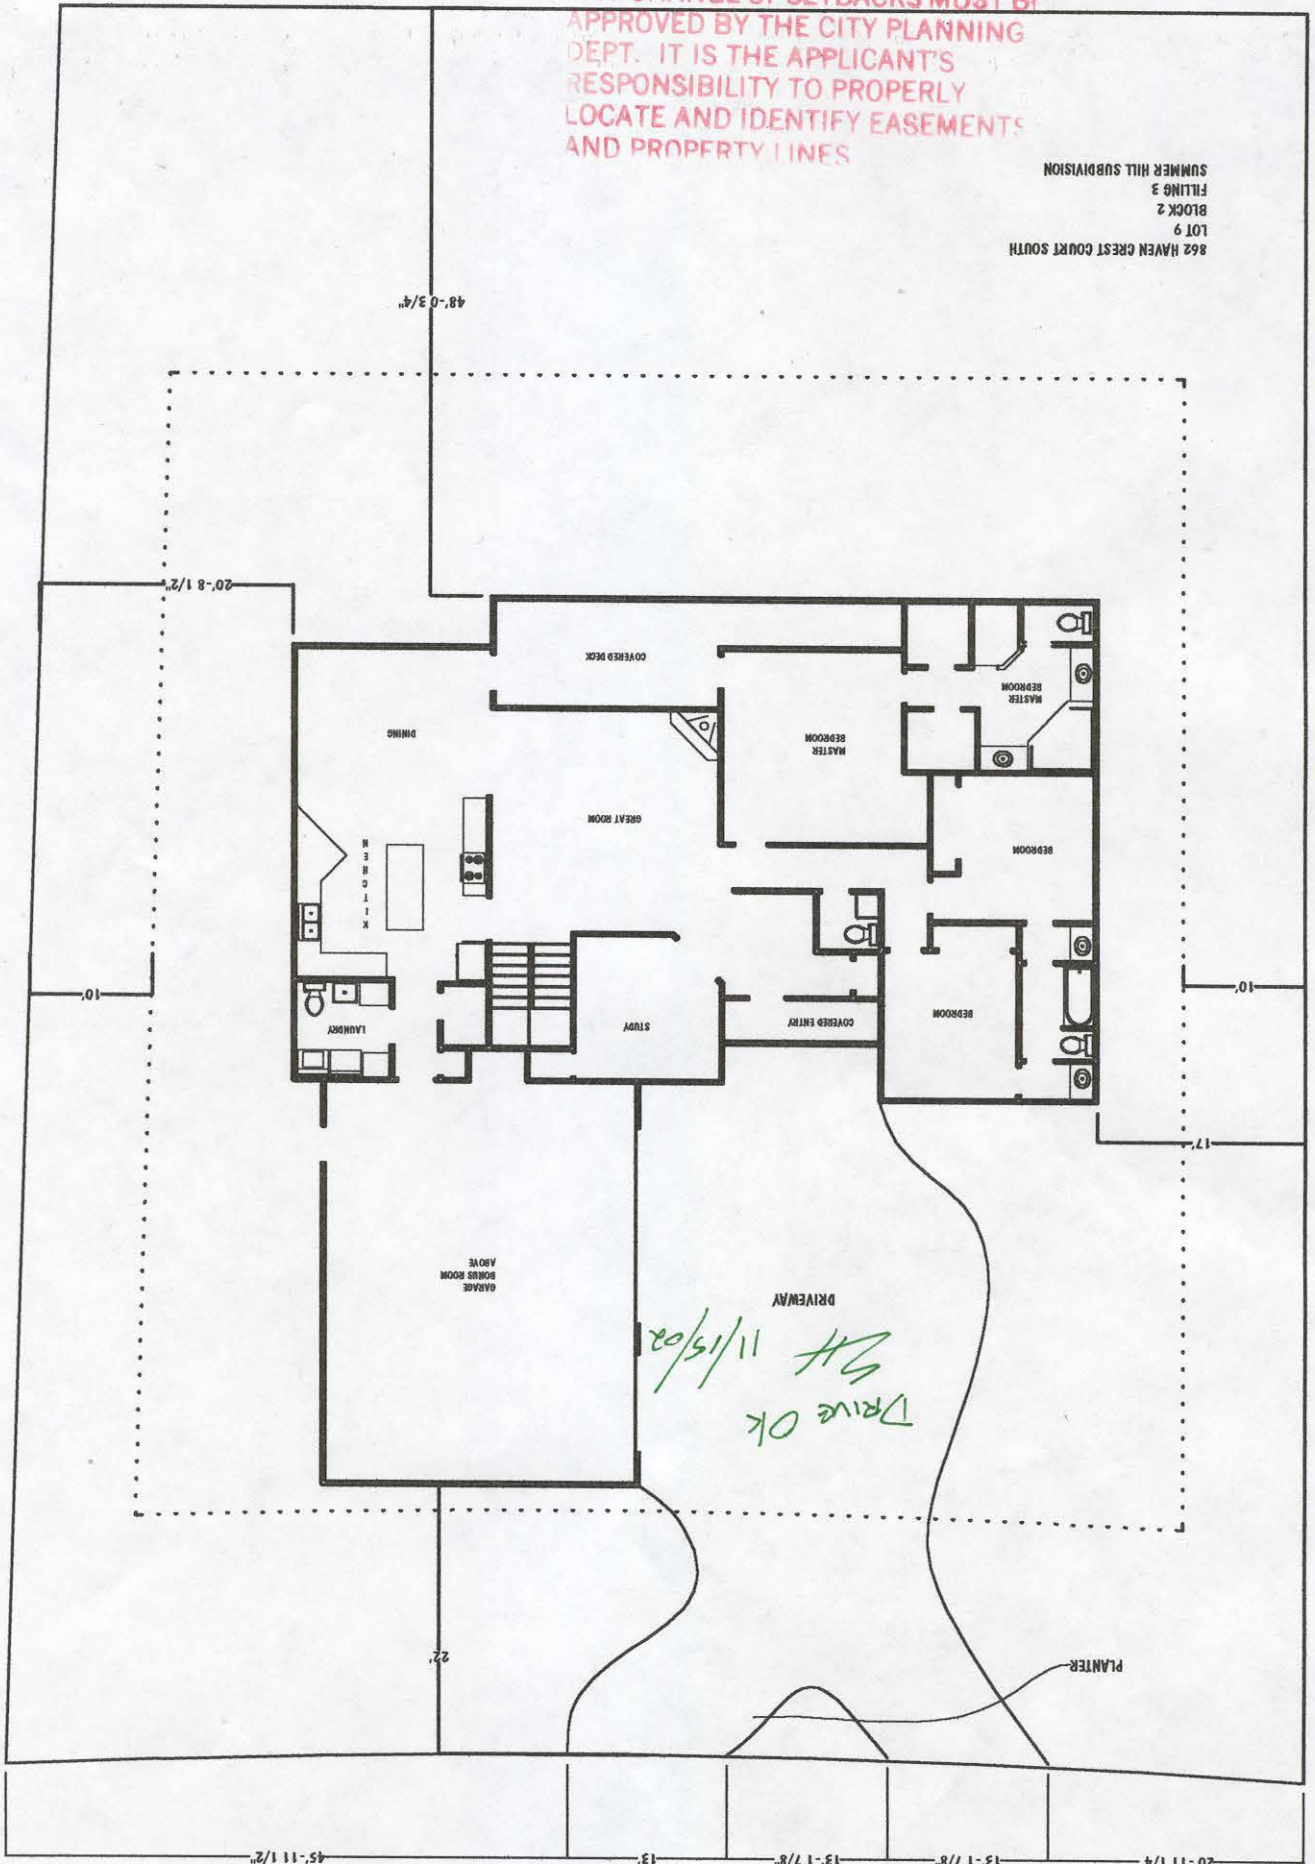 APPROVED BY THE CITY PLANNING
DEPT. IT IS THE APPLICANT'S
RESPONSIBILITY TO PROPERLY
LOCATE AND IDENTIFY EASEMENTS
AND PROPERTY LINES
862 HAVEN CREST COURT SOUTH
LOT 9
BLOCK 2
FILLING 3
SUMMER HILL SUBDIVISION
48'-0 3/4"
20'-8 1/2"
COVERED DECK
MASTER
BEDROOM
DINING
MASTER
BEDROOM
GREAT ROOM
BEDROOM
KITCHEN
10'
10'
LAUNDRY
STUDY
COVERED ENTRY
BEDROOM
17'
GARAGE
BONUS ROOM
ABOVE
DRIVEWAY
DRIVE OK
11/15/02
22'
PLANTER
20'-11 1/4
13'-1 7/8"
13'-1 7/8"
13'
45'-11 1/2"